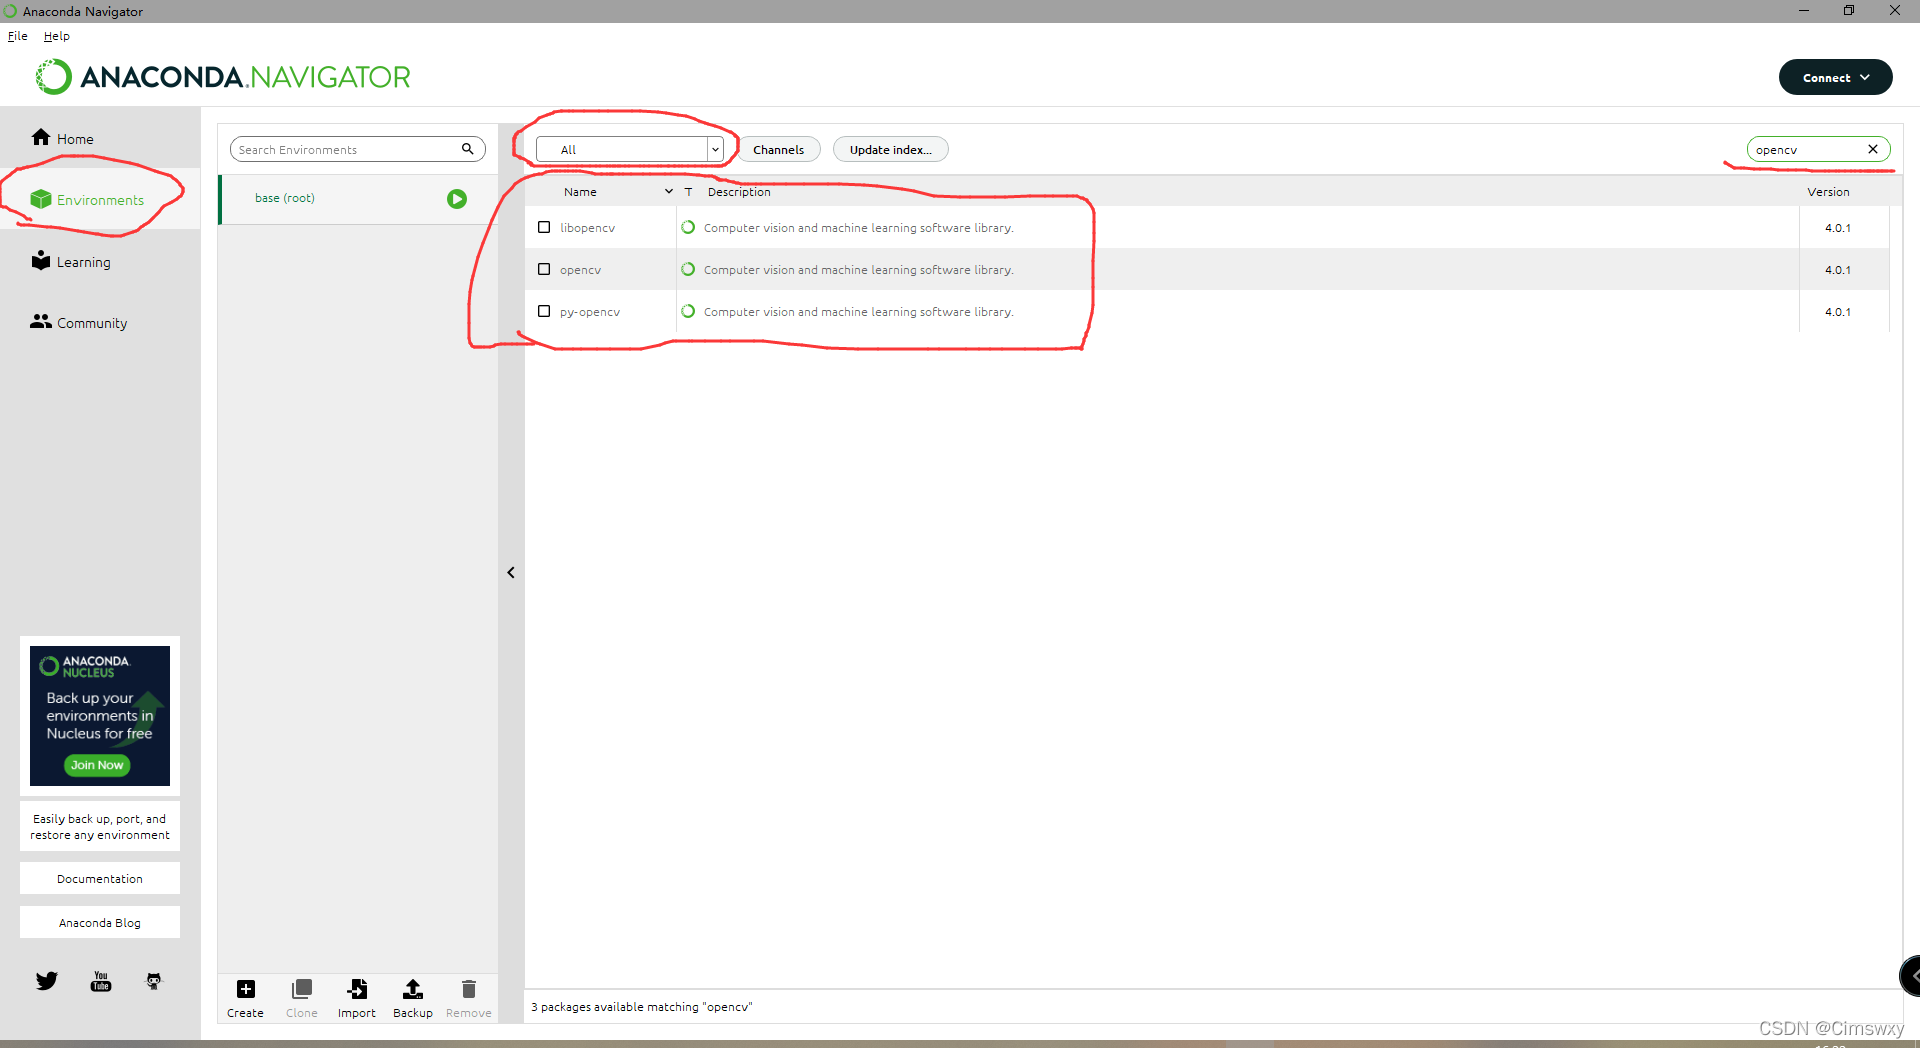 Anaconda Navigator
File Help
ANACONDA.NAVIGATOR
Connect
Home
Environments
Learning
Community
ANACONDA.
NUCLEUS
Back up your
environments in
Nucleus for free
Join Now
Easily back up, port, and
restore any environment
Documentation
Anaconda Blog
You
Tube
Search Environments
base (root)
Create Clone Import Backup Remove
All Channels Update index... opencv
Name T Description Version
libopencv Computer vision and machine learning software library. 4.0.1
opencv Computer vision and machine learning software library. 4.0.1
py-opencv Computer vision and machine learning software library. 4.0.1
3 packages available matching "opencv"
CSDN @Cimswxy